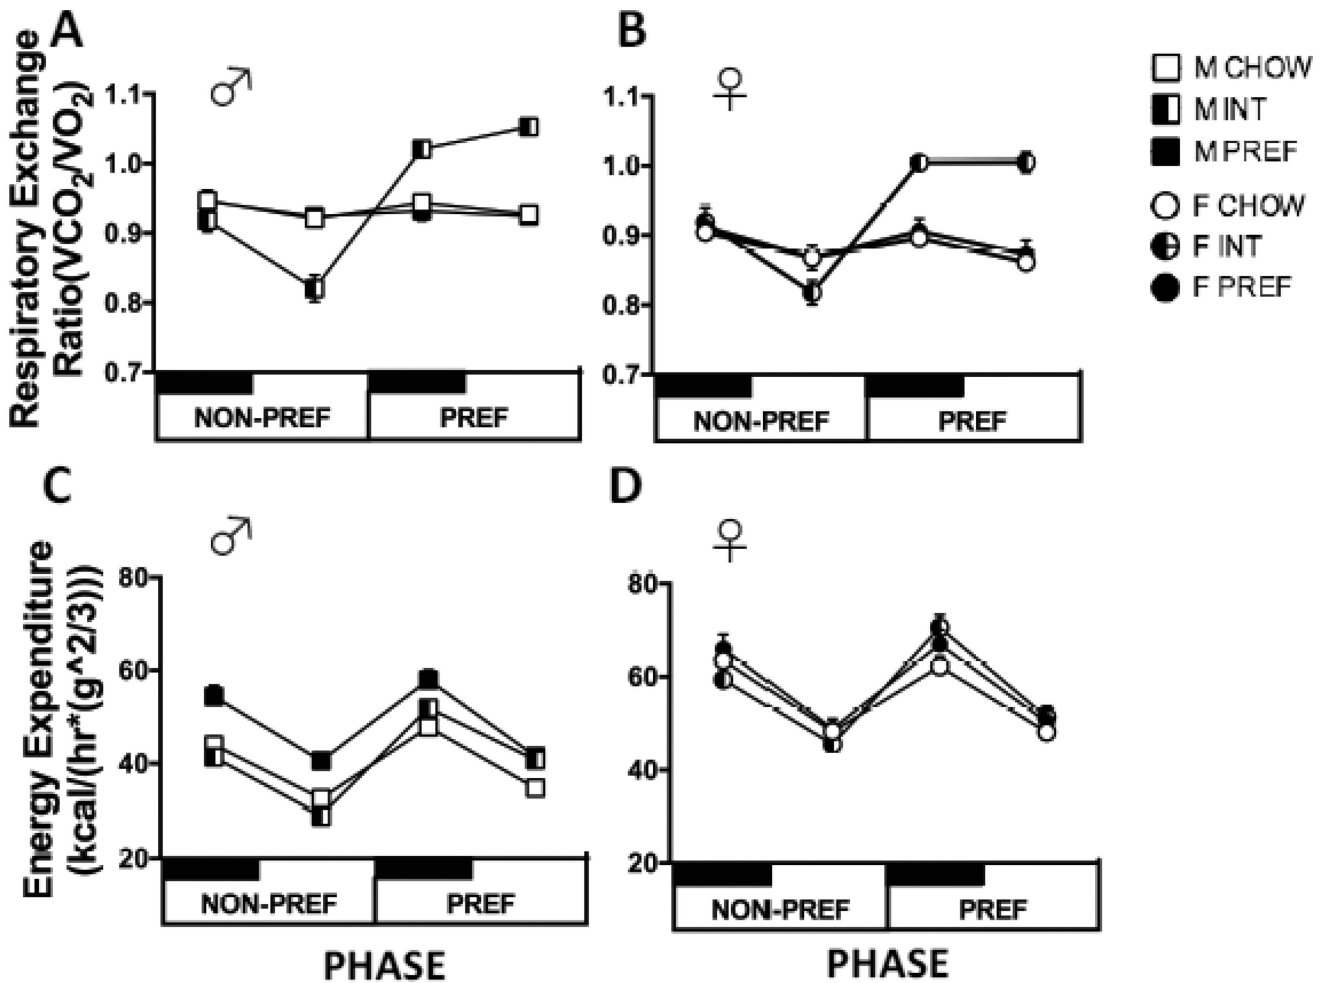 A
B
♂
♀
Respiratory Exchange
Ratio(VCO2/VO2)
1.1
1.0
0.9
0.8
0.7
NON-PREF
PREF
1.1
1.0
0.9
0.8
0.7
NON-PREF
PREF
M CHOW
M INT
M PREF
F CHOW
F INT
F PREF
C
D
♂
♀
Energy Expenditure
(kcal/(hr*(g^2/3)))
80
60
40
20
NON-PREF
PREF
PHASE
80
60
40
20
NON-PREF
PREF
PHASE